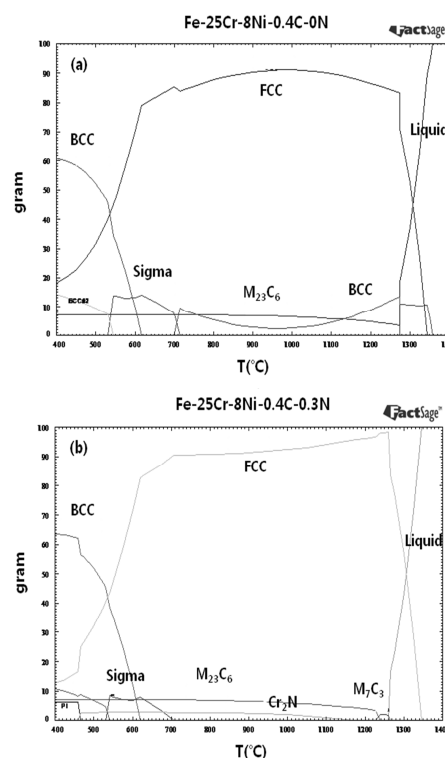 Fe-25Cr-8Ni-0.4C-0N
FactSage
(a)
FCC
BCC
Liquid
Sigma
M23C6
BCC
BCC#2
gram
100
90
80
70
60
50
40
30
20
10
0
400 500 600 700 800 900 1000 1100 1200 1300
T(°C)
Fe-25Cr-8Ni-0.4C-0.3N
FactSage™
(b)
FCC
BCC
Liquid
Sigma
M23C6
Cr2N
M7C3
gram
100
90
80
70
60
50
40
30
20
10
0
400 500 600 700 800 900 1000 1100 1200 1300
T(°C)